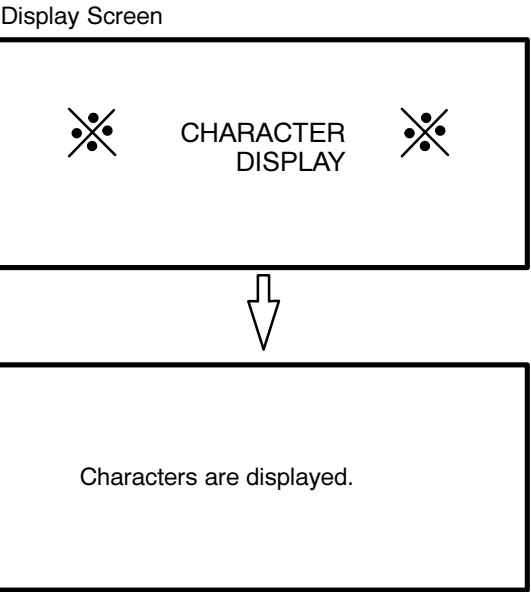 Display Screen
※ CHARACTER ※
DISPLAY
Characters are displayed.